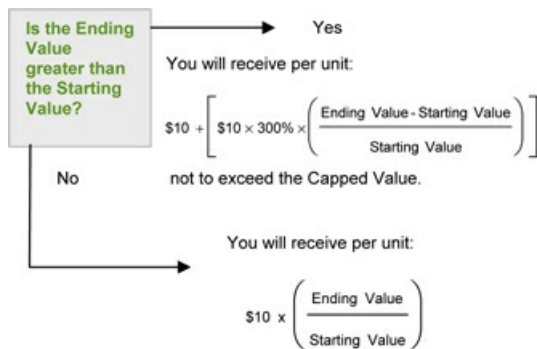 Is the Ending
Value
greater than
the Starting
Value?
Yes
You will receive per unit:
$10 + [ $10 × 300% × ( Ending Value - Starting Value / Starting Value ) ]
No
not to exceed the Capped Value.
You will receive per unit:
$10 x ( Ending Value / Starting Value )